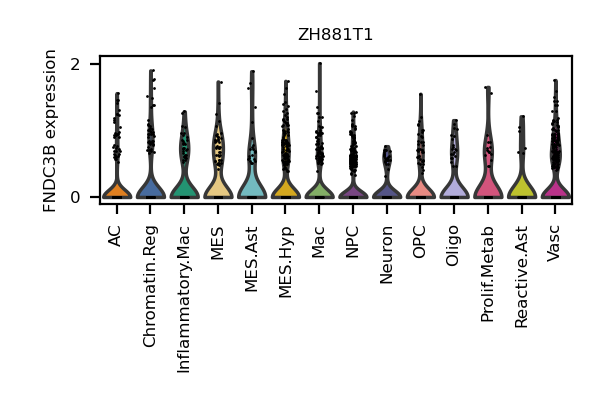 ZH881T1
FNDC3B expression
2
0
AC
Chromatin.Reg
Inflammatory.Mac
MES
MES.Ast
MES.Hyp
Mac
NPC
Neuron
OPC
Oligo
Prolif.Metab
Reactive.Ast
Vasc